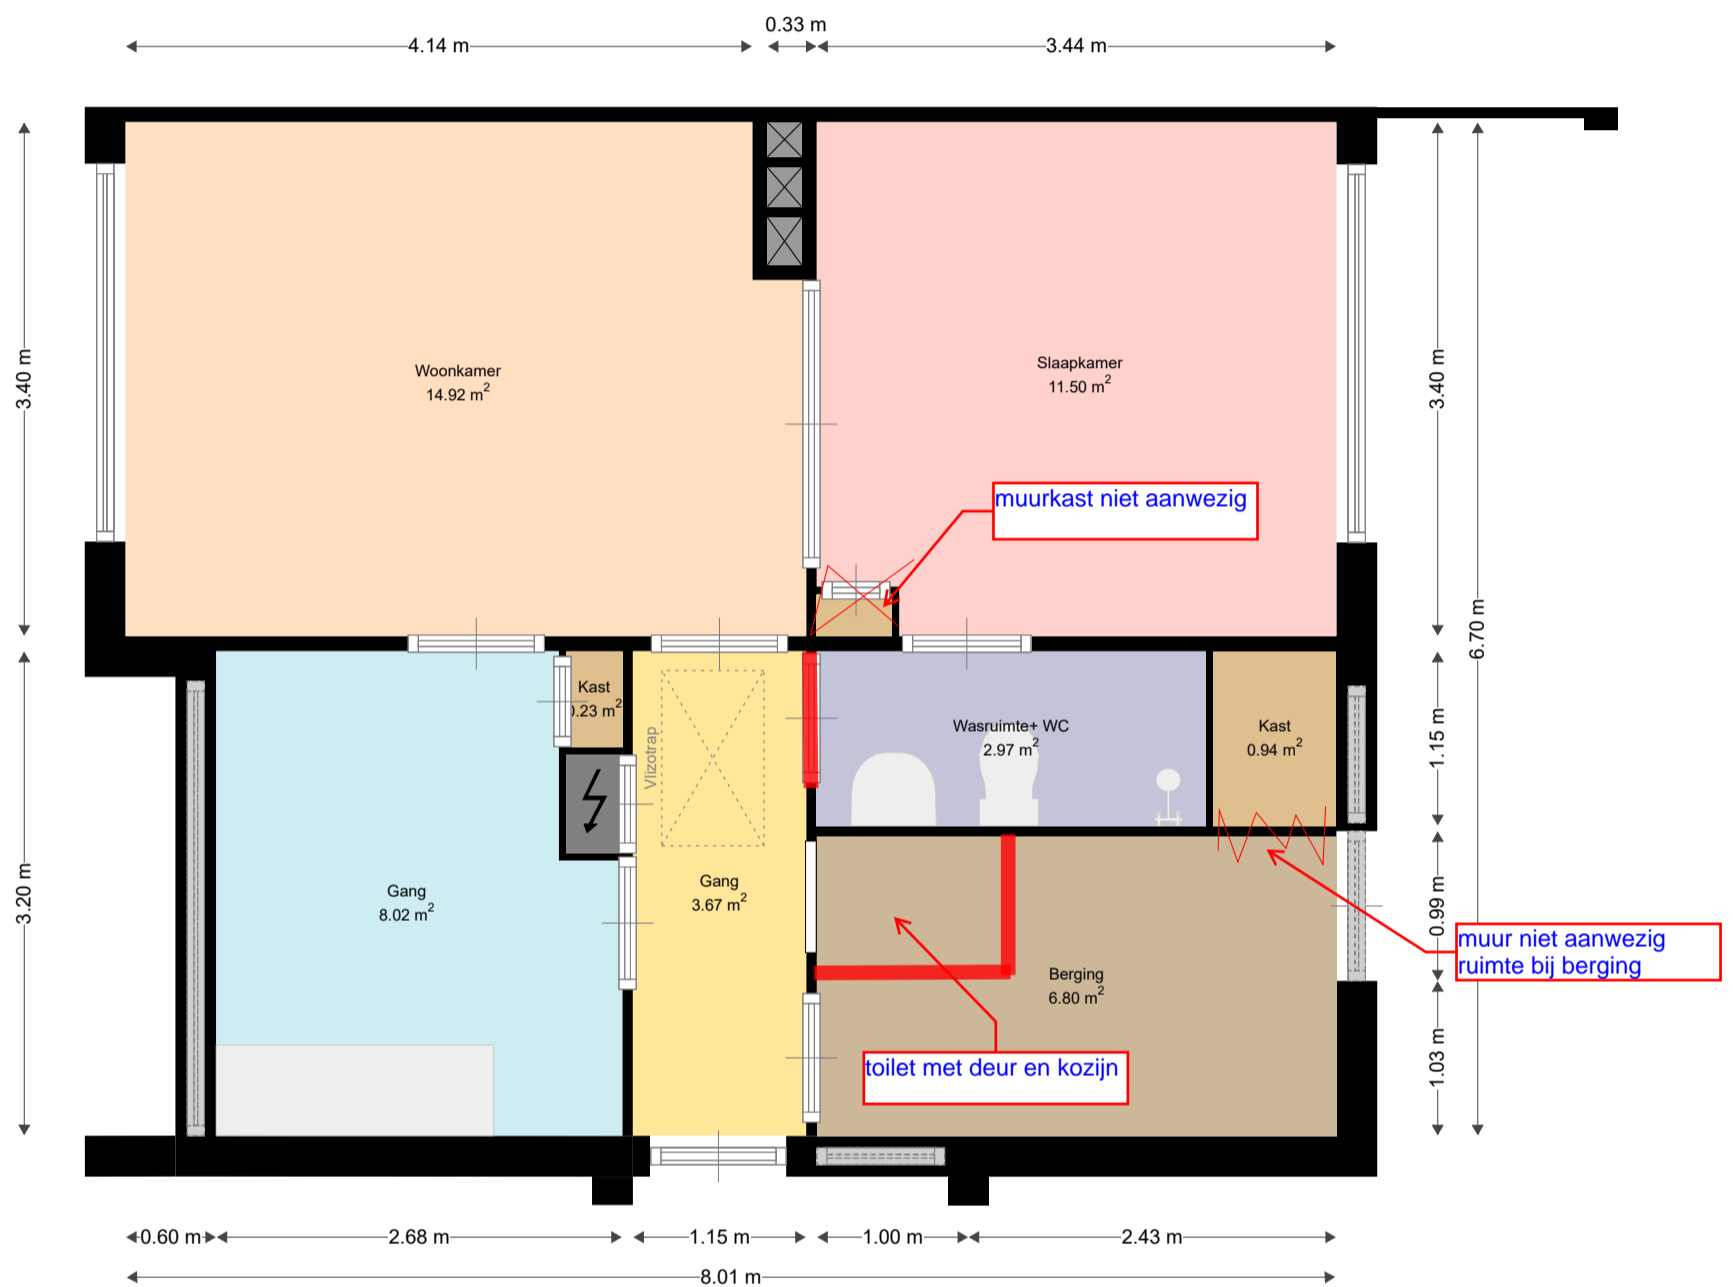 0.33 m
4.14 m
3.44 m
3.40 m
3.40 m
6.70 m
Woonkamer
14.92 m²
Slaapkamer
11.50 m²
muurkast niet aanwezig
Kast
0.23 m²
Vlizotrap
Wasruimte+ WC
2.97 m²
Kast
0.94 m²
1.15 m
3.20 m
Gang
8.02 m²
Gang
3.67 m²
0.99 m
muur niet aanwezig
ruimte bij berging
Berging
6.80 m²
toilet met deur en kozijn
1.03 m
0.60 m
2.68 m
1.15 m
1.00 m
2.43 m
8.01 m